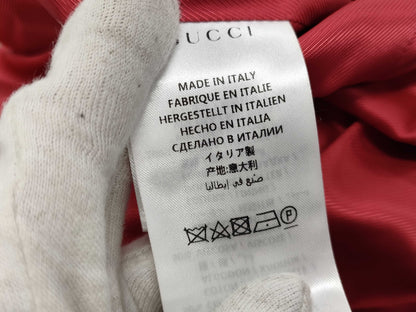 GUCCI
MADE IN ITALY
FABRIQUE EN ITALIE
HERGESTELLT IN ITALIEN
HECHO EN ITALIA
СДЕЛАНО В ИТАЛИИ
イタリア製
产地:意大利
صنع في إيطاليا
P